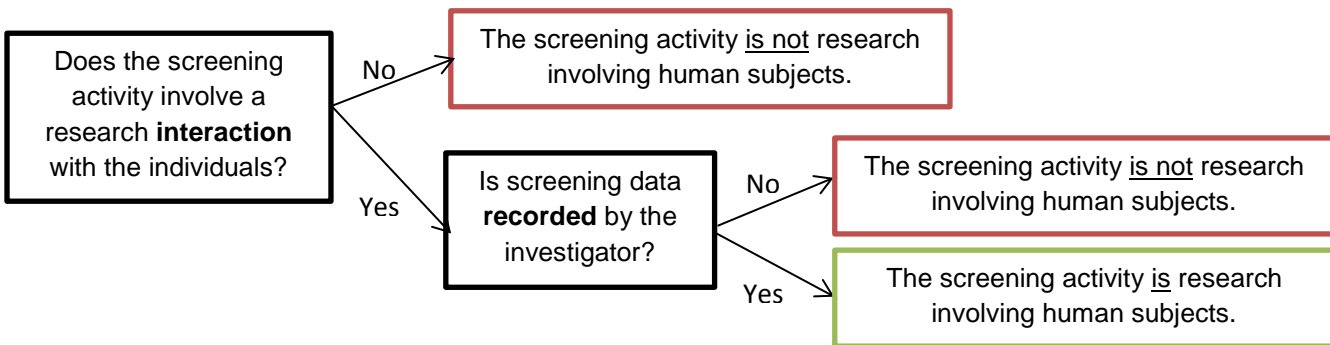 Does the screening
activity involve a
research interaction
with the individuals?
No
The screening activity is not research
involving human subjects.
Yes
Is screening data
recorded by the
investigator?
No
The screening activity is not research
involving human subjects.
Yes
The screening activity is research
involving human subjects.